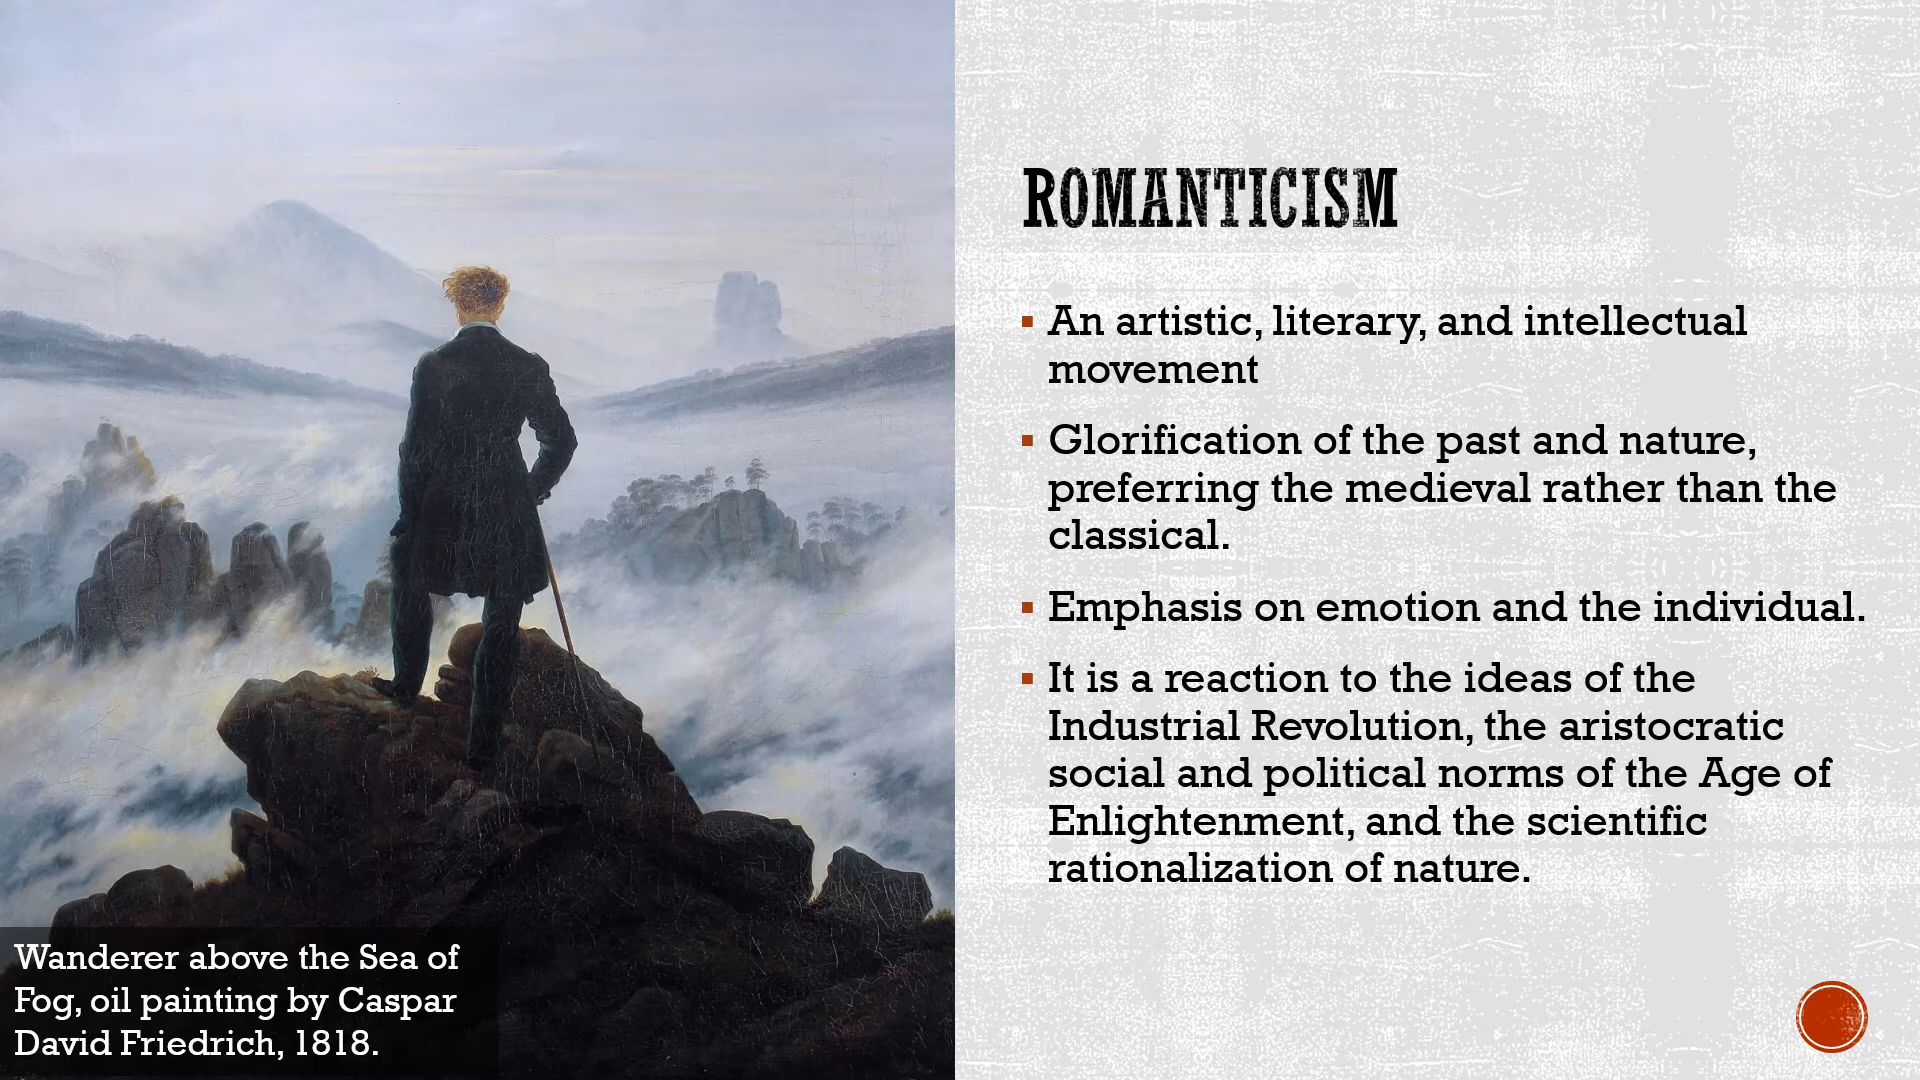 ROMANTICISM
An artistic, literary, and intellectual
movement
Glorification of the past and nature,
preferring the medieval rather than the
classical.
Emphasis on emotion and the individual.
It is a reaction to the ideas of the
Industrial Revolution, the aristocratic
social and political norms of the Age of
Enlightenment, and the scientific
rationalization of nature.
Wanderer above the Sea of
Fog, oil painting by Caspar
David Friedrich, 1818.